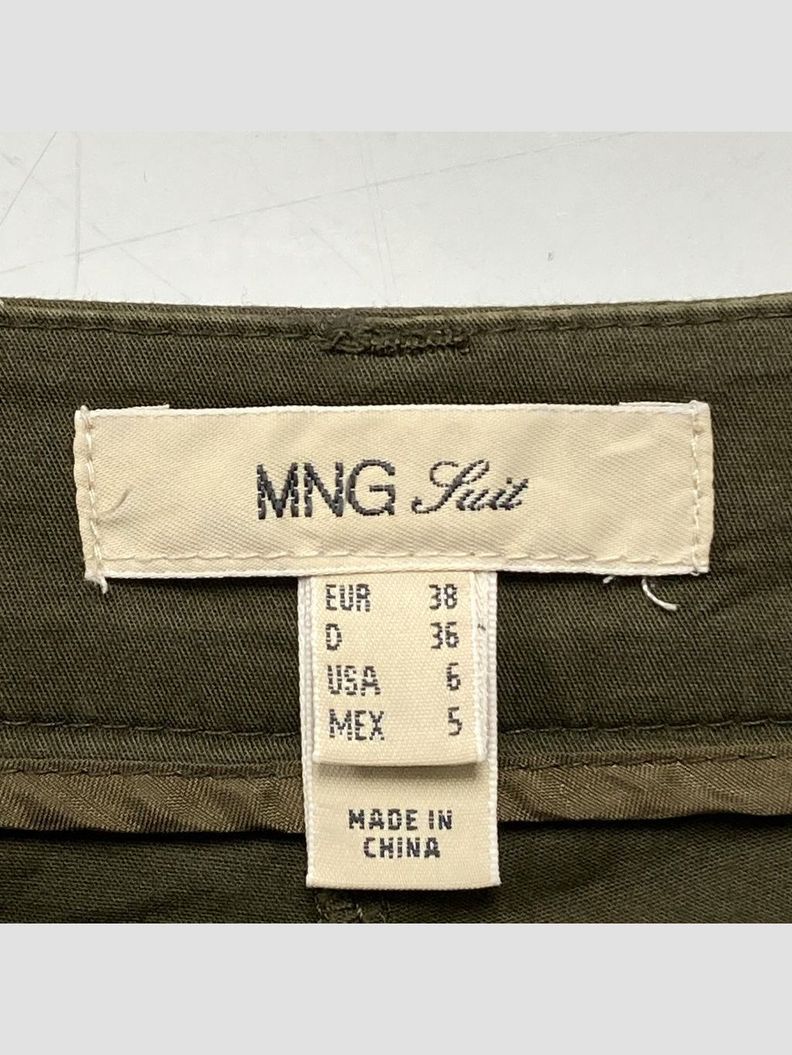 MNG Suit
EUR 38
D 36
USA 6
MEX 5
MADE IN
CHINA